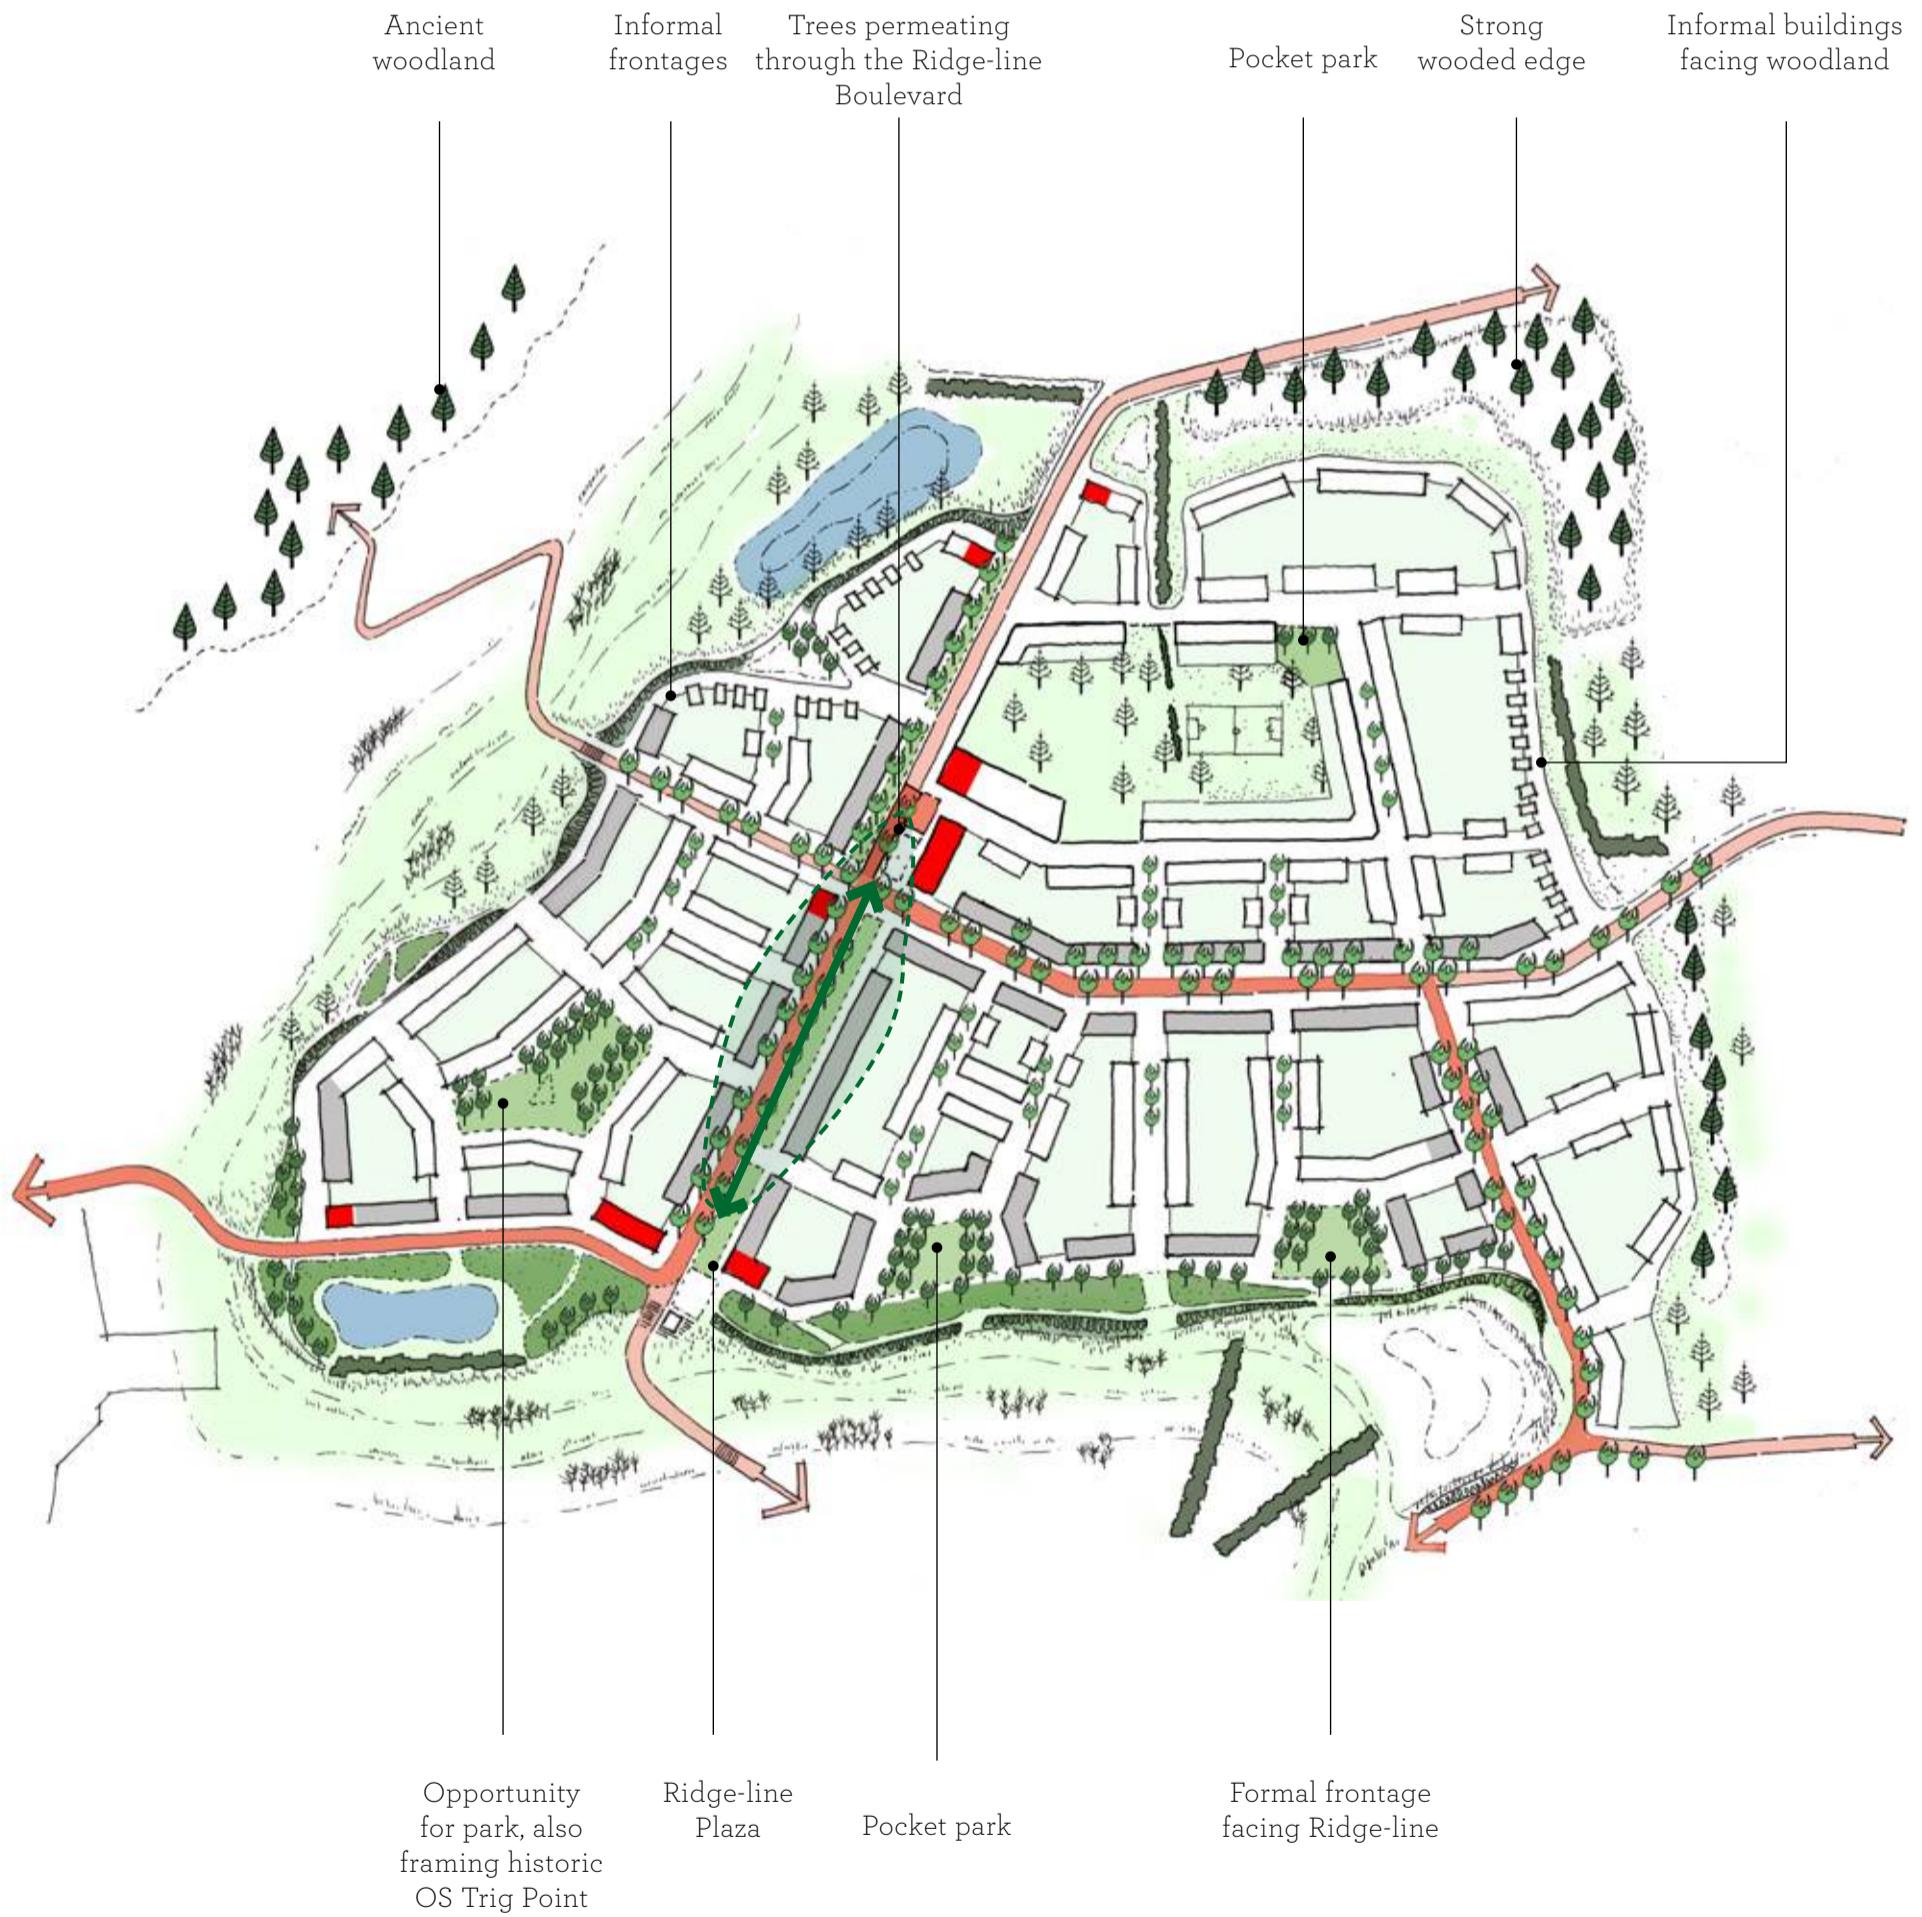 Ancient
woodland
Informal
frontages
Trees permeating
through the Ridge-line
Boulevard
Pocket park
Strong
wooded edge
Informal buildings
facing woodland
Opportunity
for park, also
framing historic
OS Trig Point
Ridge-line
Plaza
Pocket park
Formal frontage
facing Ridge-line